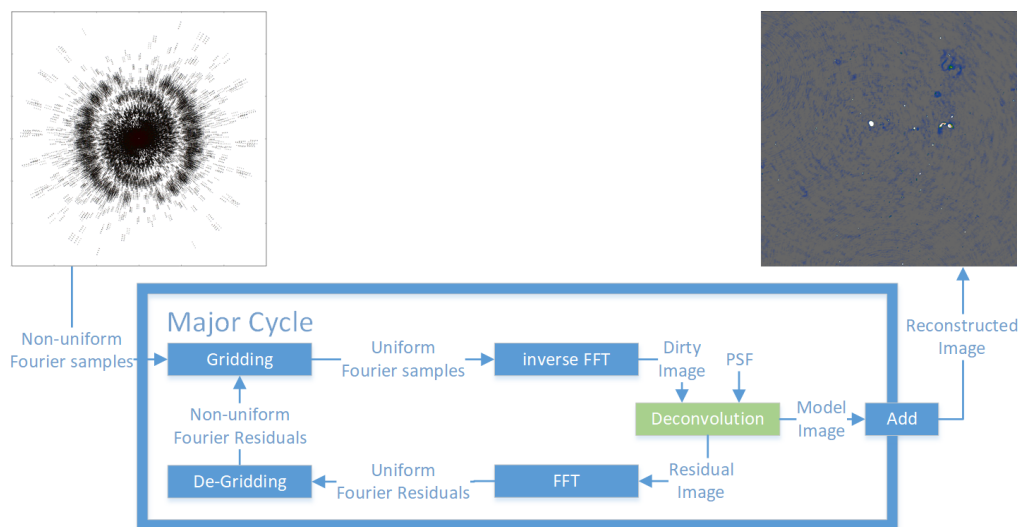 Major Cycle
Non-uniform
Fourier samples
Gridding
Uniform
Fourier samples
inverse FFT
Dirty
Image
PSF
Deconvolution
Model
Image
Add
Reconstructed
Image
Non-uniform
Fourier Residuals
De-Gridding
Uniform
Fourier Residuals
FFT
Residual
Image